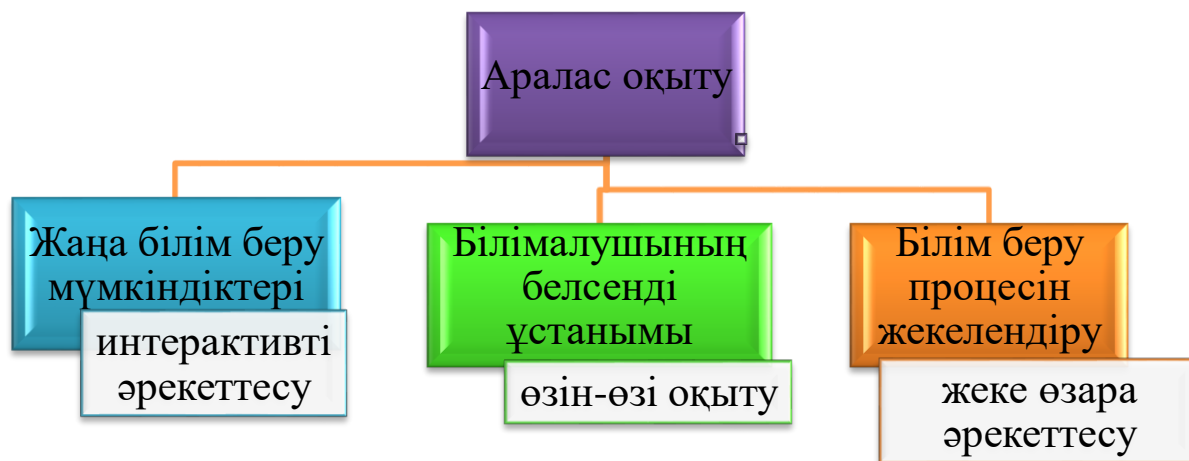 Аралас оқыту
Жаңа білім беру
мүмкіндіктері
интерактивті
әрекеттесу
Білімалушының
белсенді
ұстанымы
өзін-өзі оқыту
Білім беру
процесін
жекелендіру
жеке өзара
әрекеттесу